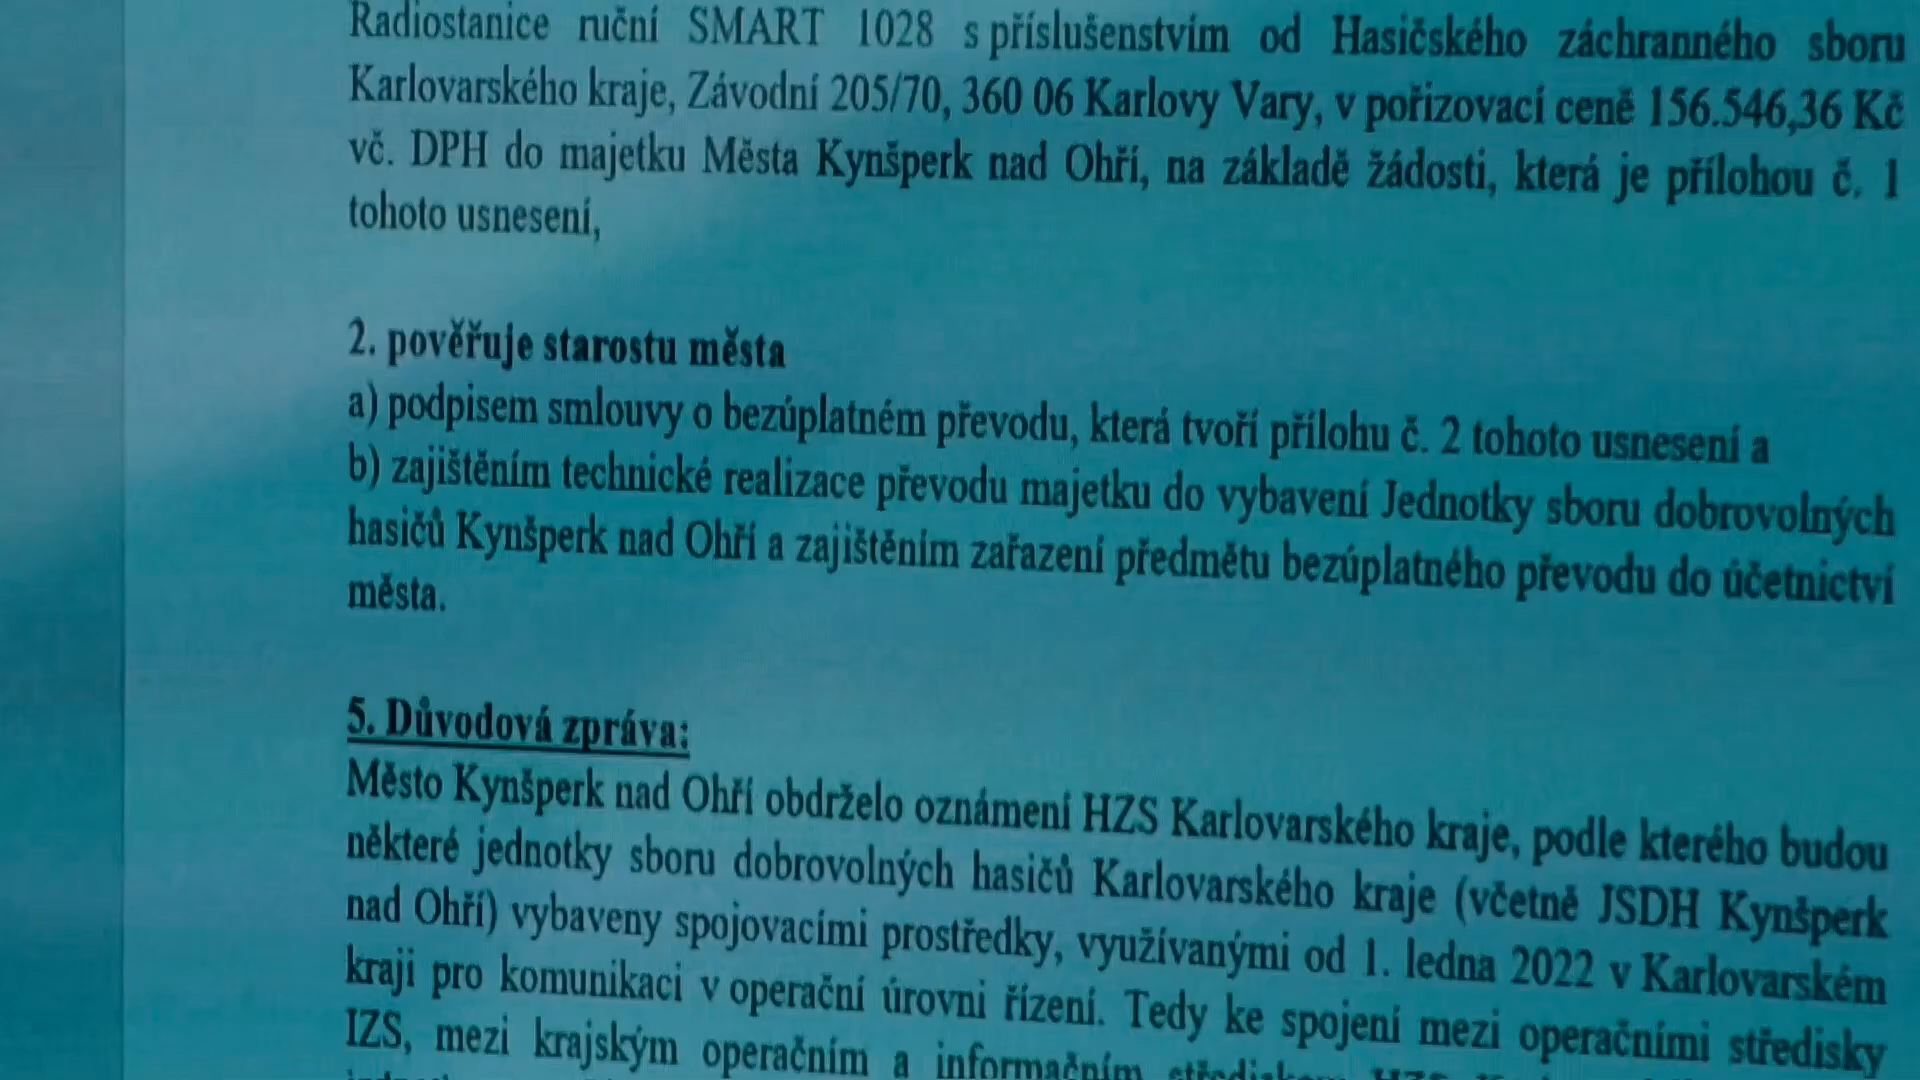 Radiostanice ruční SMART 1028 s příslušenstvím od Hasičského záchranného sboru
Karlovarského kraje, Závodní 205/70, 360 06 Karlovy Vary, v pořizovací ceně 156.546,36 Kč
vč. DPH do majetku Města Kynšperk nad Ohří, na základě žádosti, která je přílohou č. 1
tohoto usnesení,
2. pověřuje starostu města
a) podpisem smlouvy o bezúplatném převodu, která tvoří přílohu č. 2 tohoto usnesení a
b) zajištěním technické realizace převodu majetku do vybavení Jednotky sboru dobrovolných
hasičů Kynšperk nad Ohří a zajištěním zařazení předmětu bezúplatného převodu do účetnictví
města.
5. Důvodová zpráva:
Město Kynšperk nad Ohří obdrželo oznámení HZS Karlovarského kraje, podle kterého budou
některé jednotky sboru dobrovolných hasičů Karlovarského kraje (včetně JSDH Kynšperk
nad Ohří) vybaveny spojovacími prostředky, využívanými od 1. ledna 2022 v Karlovarském
kraji pro komunikaci v operační úrovni řízení. Tedy ke spojení mezi operačními středisky
IZS, mezi krajským operačním a informačním střediskem HZS